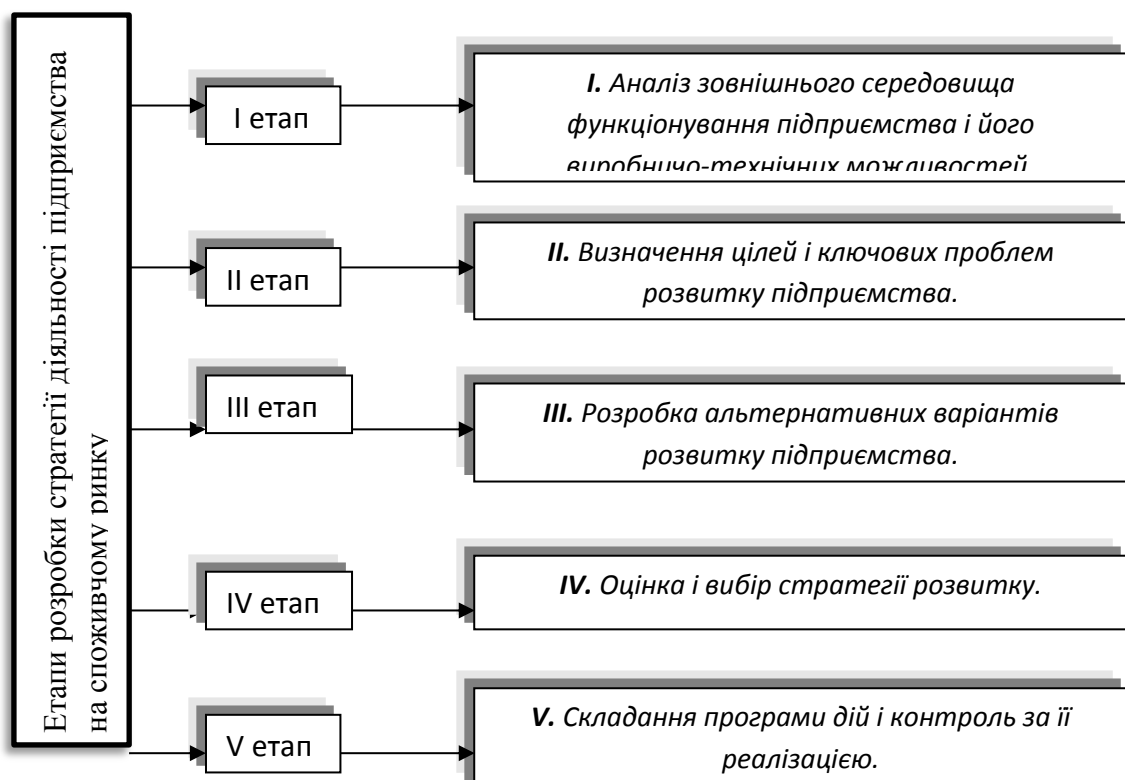 Етапи розробки стратегії діяльності підприємства
на споживчому ринку
І етап
I. Аналіз зовнішнього середовища
функціонування підприємства і його
виробничо-технічних можливостей
ІІ етап
II. Визначення цілей і ключових проблем
розвитку підприємства.
ІІІ етап
III. Розробка альтернативних варіантів
розвитку підприємства.
IV етап
IV. Оцінка і вибір стратегії розвитку.
V етап
V. Складання програми дій і контроль за її
реалізацією.